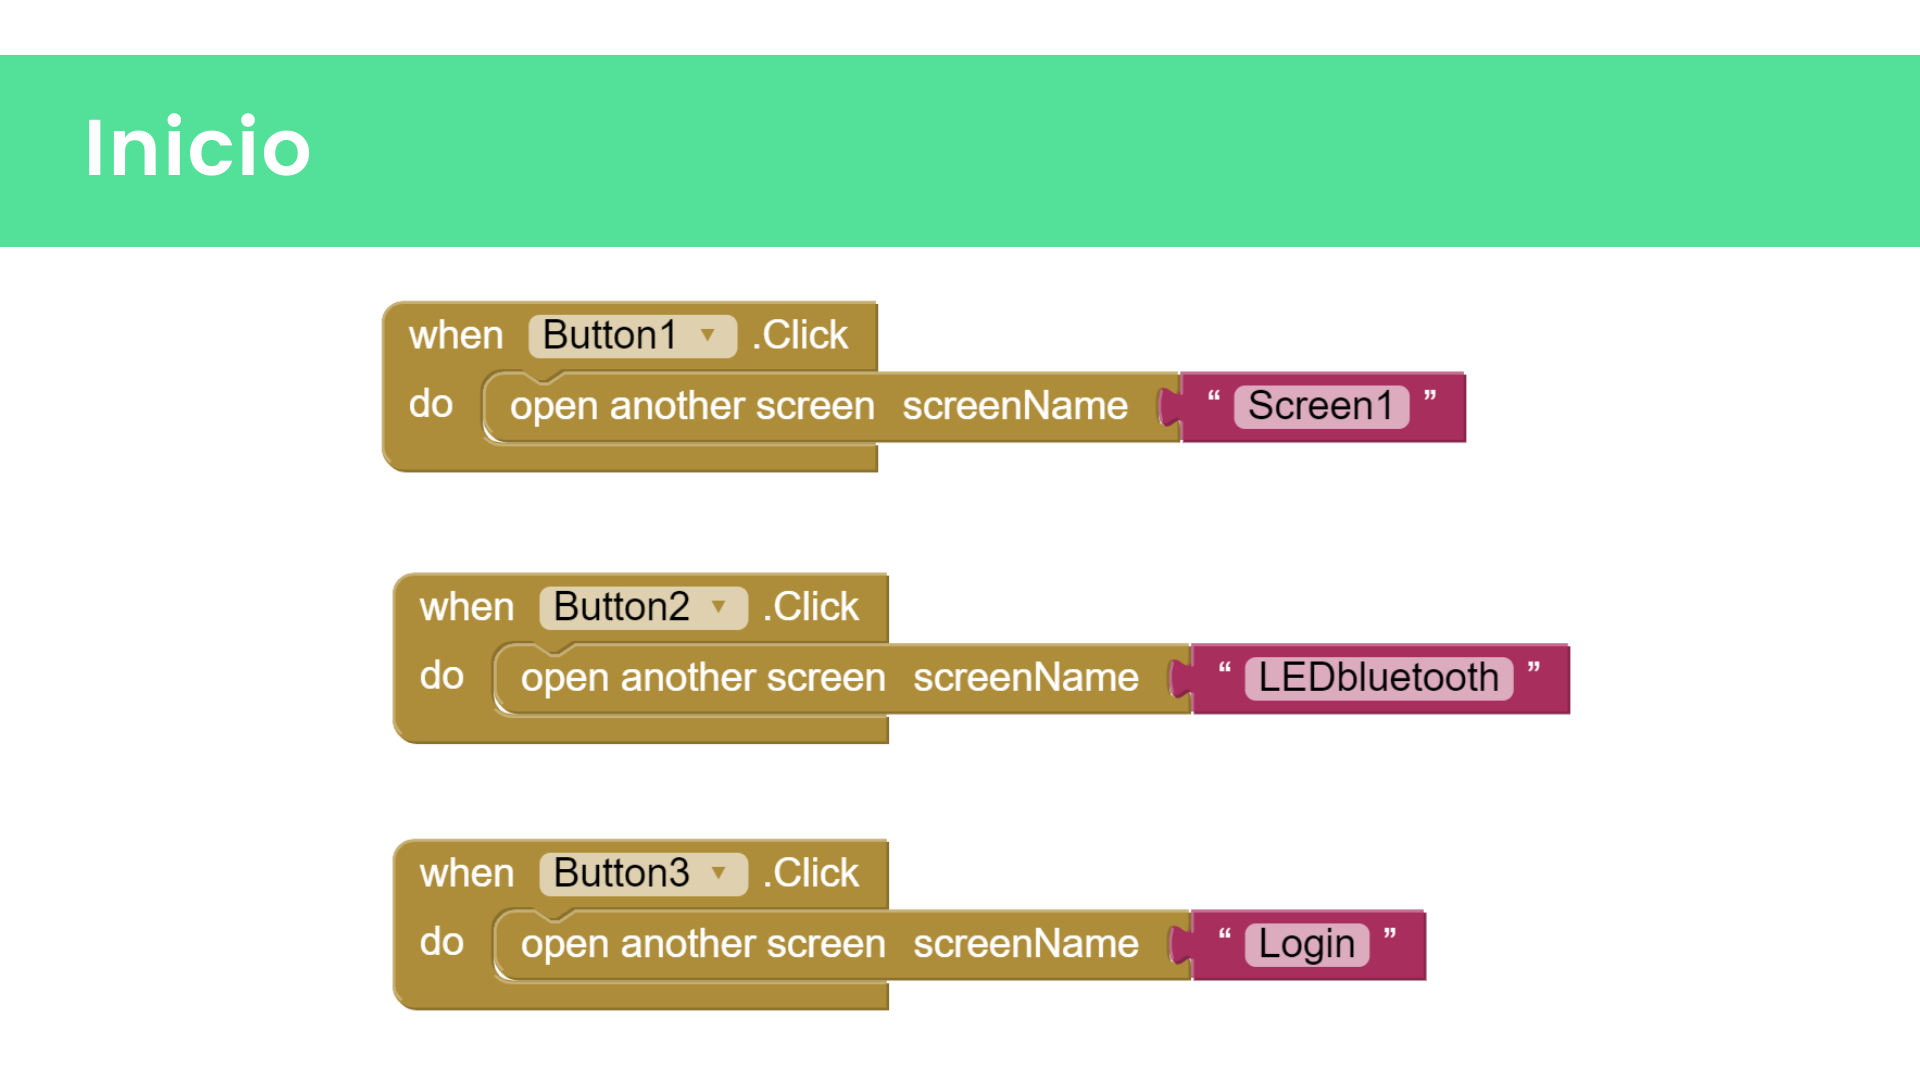 Inicio
when Button1 .Click
do open another screen screenName “ Screen1 ”
when Button2 .Click
do open another screen screenName “ LEDbluetooth ”
when Button3 .Click
do open another screen screenName “ Login ”